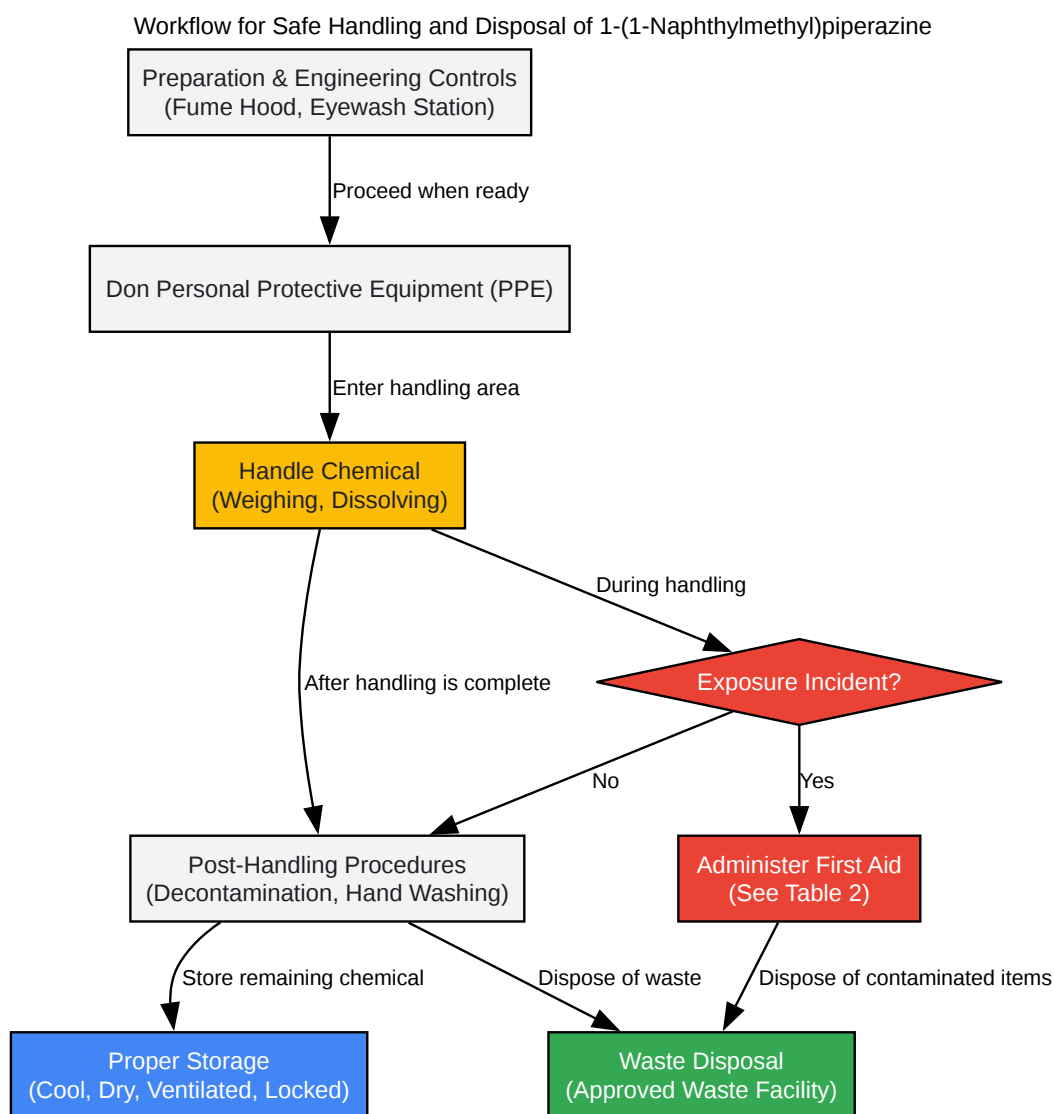 Workflow for Safe Handling and Disposal of 1-(1-Naphthylmethyl)piperazine
Preparation & Engineering Controls
(Fume Hood, Eyewash Station)
Proceed when ready
Don Personal Protective Equipment (PPE)
Enter handling area
Handle Chemical
(Weighing, Dissolving)
During handling
After handling is complete
Exposure Incident?
No
Yes
Post-Handling Procedures
(Decontamination, Hand Washing)
Administer First Aid
(See Table 2)
Store remaining chemical
Dispose of waste
Dispose of contaminated items
Proper Storage
(Cool, Dry, Ventilated, Locked)
Waste Disposal
(Approved Waste Facility)